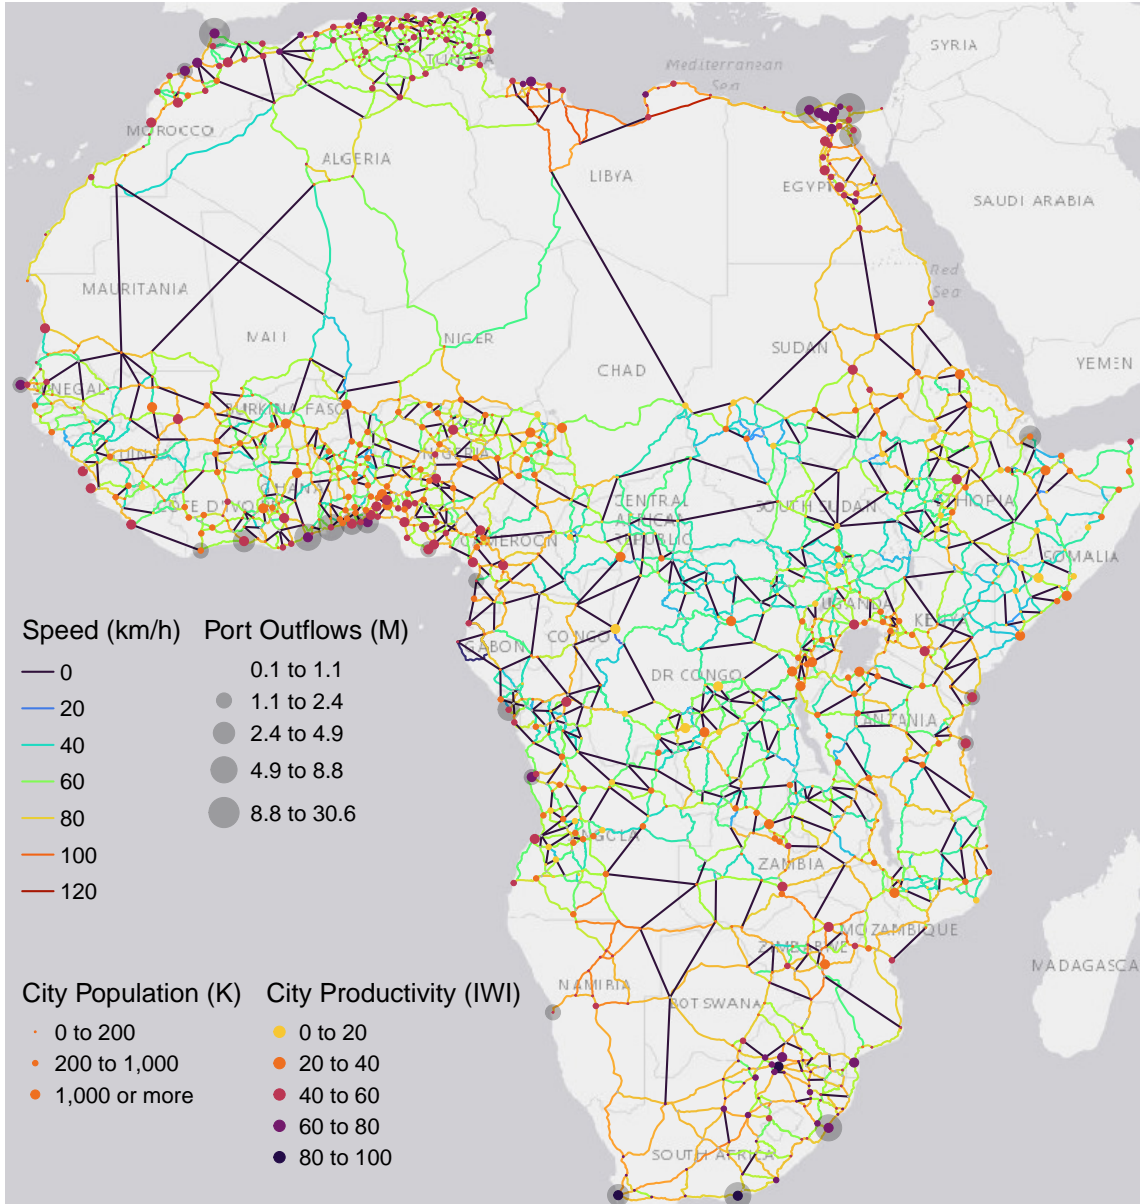 SYRIA
Mediterranean
Sea
TUNISIA
MOROCCO
ALGERIA
LIBYA
EGYPT
SAUDI ARABIA
Red
Sea
MAURITANIA
MALI
NIGER
CHAD
SUDAN
YEMEN
SENEGAL
BURKINA FASO
GUINEA
NIGERIA
GHANA
COTE D'IVOIRE
CENTRAL
AFRICAN
REPUBLIC
SOUTH SUDAN
ETHIOPIA
CAMEROON
SOMALIA
UGANDA
KENYA
GABON
CONGO
DR CONGO
TANZANIA
ANGOLA
ZAMBIA
MOZAMBIQUE
ZIMBABWE
MADAGASCA
NAMIBIA
BOTSWANA
SOUTH AFRICA
Speed (km/h)
0
20
40
60
80
100
120
Port Outflows (M)
0.1 to 1.1
1.1 to 2.4
2.4 to 4.9
4.9 to 8.8
8.8 to 30.6
City Population (K)
0 to 200
200 to 1,000
1,000 or more
City Productivity (IWI)
0 to 20
20 to 40
40 to 60
60 to 80
80 to 100